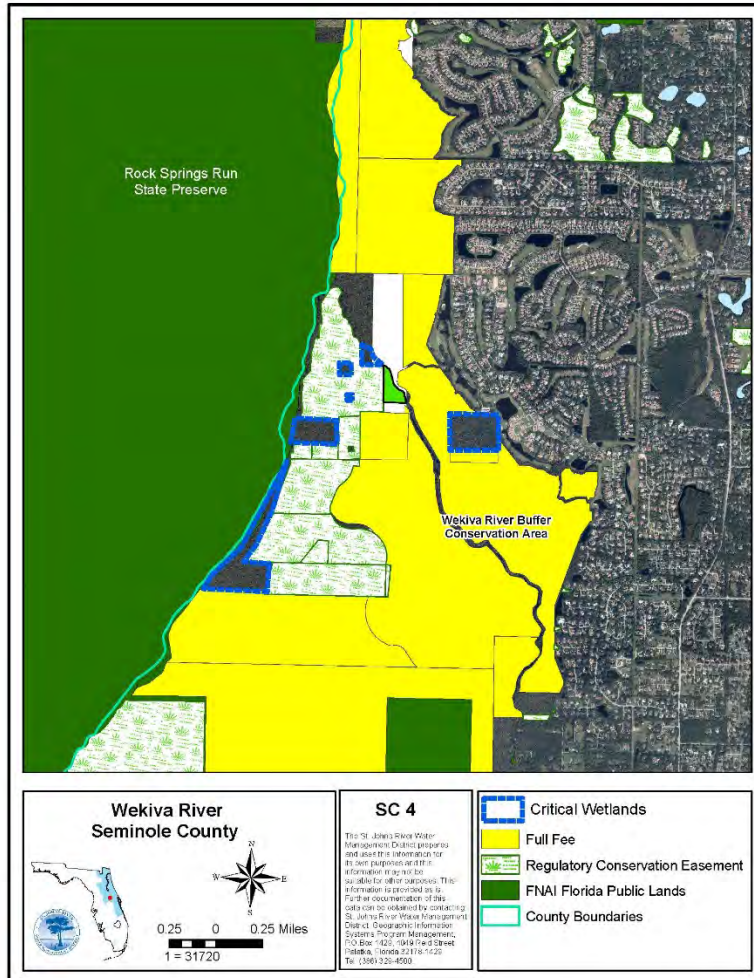 Rock Springs Run
State Preserve
Wekiva River Buffer
Conservation Area
Wekiva River
Seminole County
N
W
E
S
0.25
0
0.25 Miles
1 = 31720
SC 4
The St. Johns River Water
Management District prepares
and uses this information for
its own purposes and this
information may not be
suitable for other purposes. This
information is provided as is.
Further documentation of this
data can be obtained by contacting
St. Johns River Water Management
District, Geographic Information
Systems Program Management,
P.O. Box 1429, 4049 Reid Street
Palatka, Florida 32178-1429
Tel. (386) 329-4500.
Critical Wetlands
Full Fee
Regulatory Conservation Easement
FNAI Florida Public Lands
County Boundaries